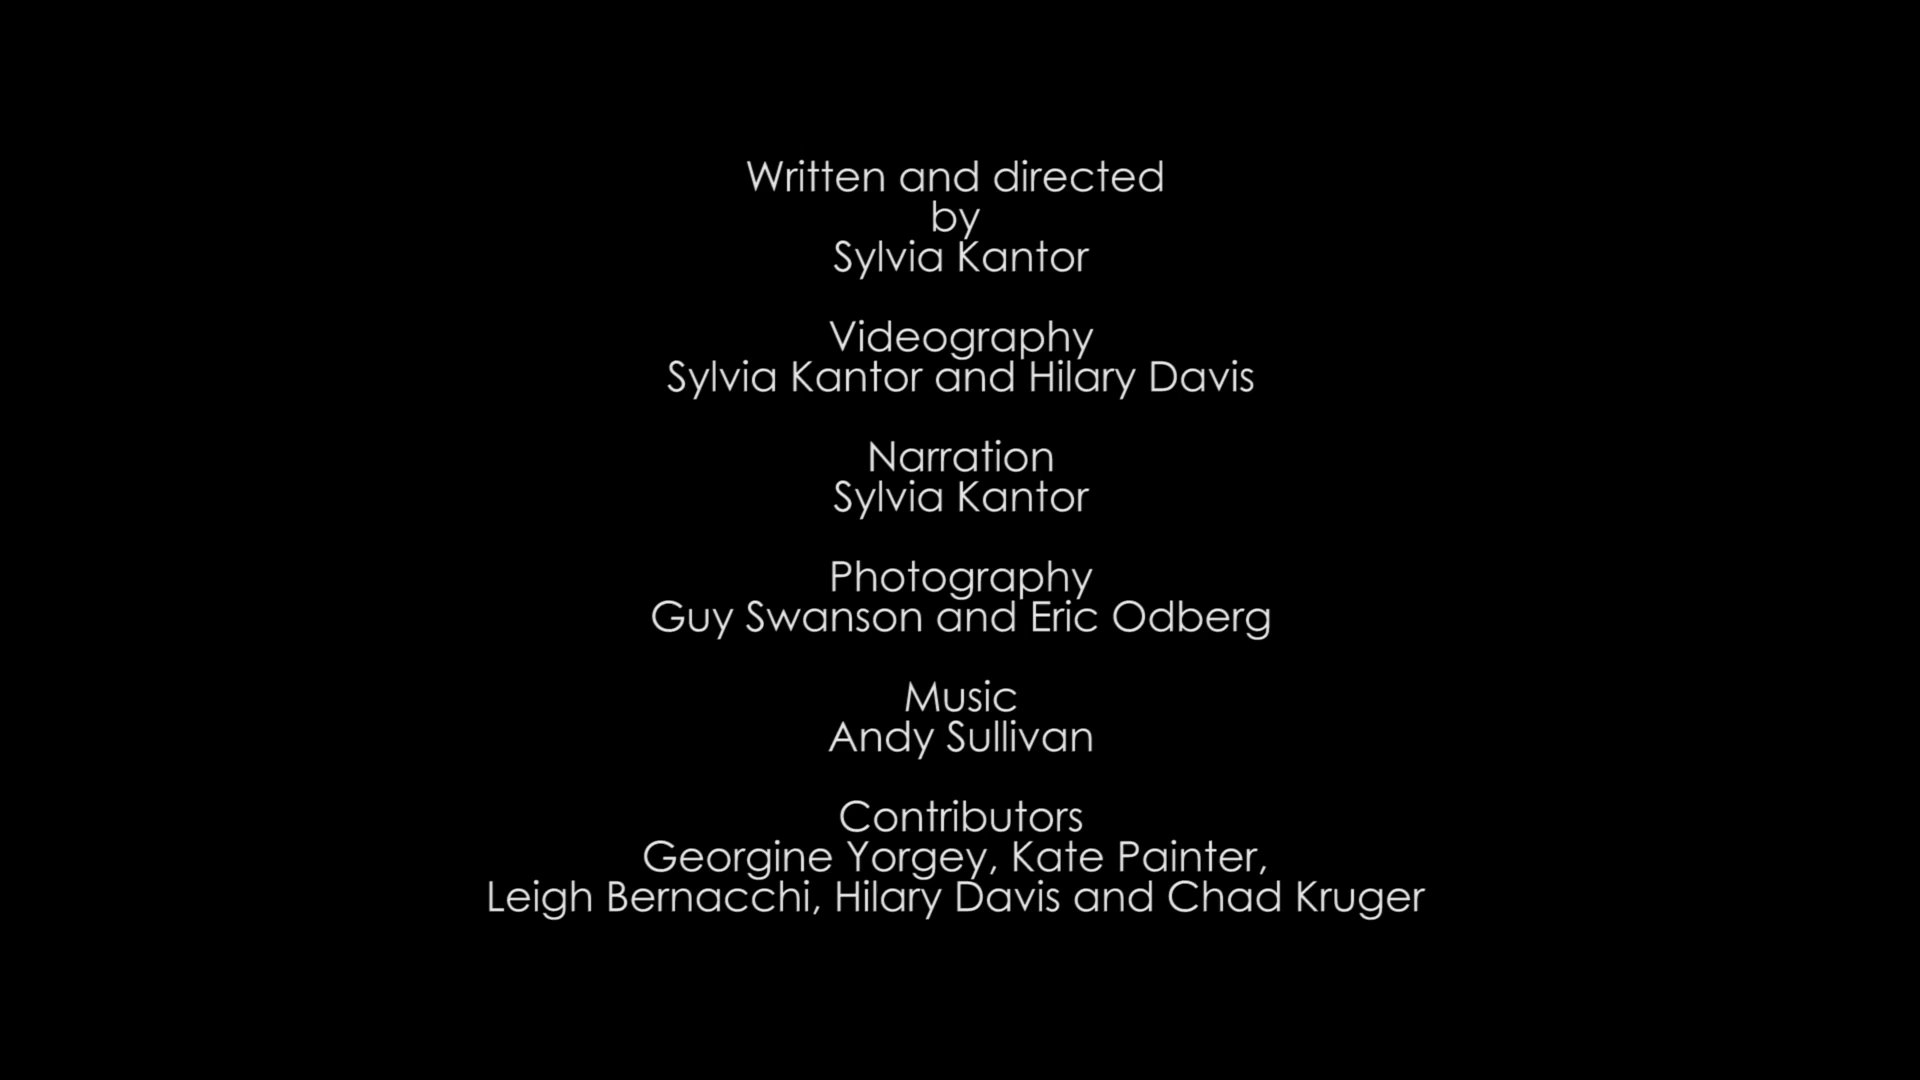 Written and directed
by
Sylvia Kantor
Videography
Sylvia Kantor and Hilary Davis
Narration
Sylvia Kantor
Photography
Guy Swanson and Eric Odberg
Music
Andy Sullivan
Contributors
Georgine Yorgey, Kate Painter,
Leigh Bernacchi, Hilary Davis and Chad Kruger